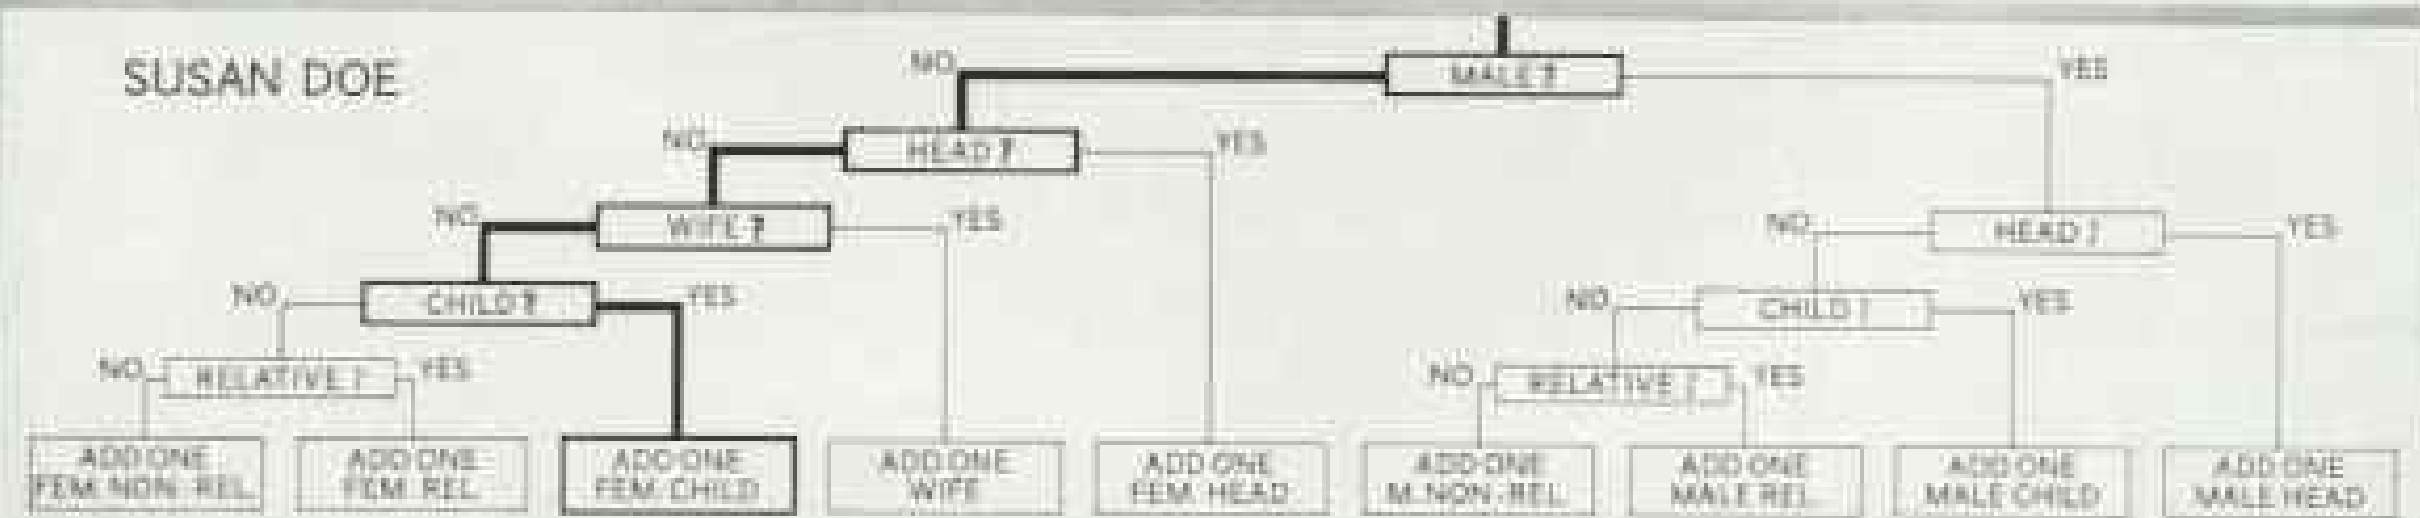 SUSAN DOE
NO
MALE?
YES
NO
HEAD?
YES
NO
WIFE?
YES
NO
HEAD?
YES
NO
CHILD?
YES
NO
CHILD?
YES
NO
RELATIVE?
YES
NO
RELATIVE?
YES
ADD ONE
FEM. NON-REL.
ADD ONE
FEM. REL.
ADD ONE
FEM. CHILD
ADD ONE
WIFE
ADD ONE
FEM. HEAD
ADD ONE
M. NON-REL.
ADD ONE
MALE REL.
ADD ONE
MALE CHILD
ADD ONE
MALE HEAD